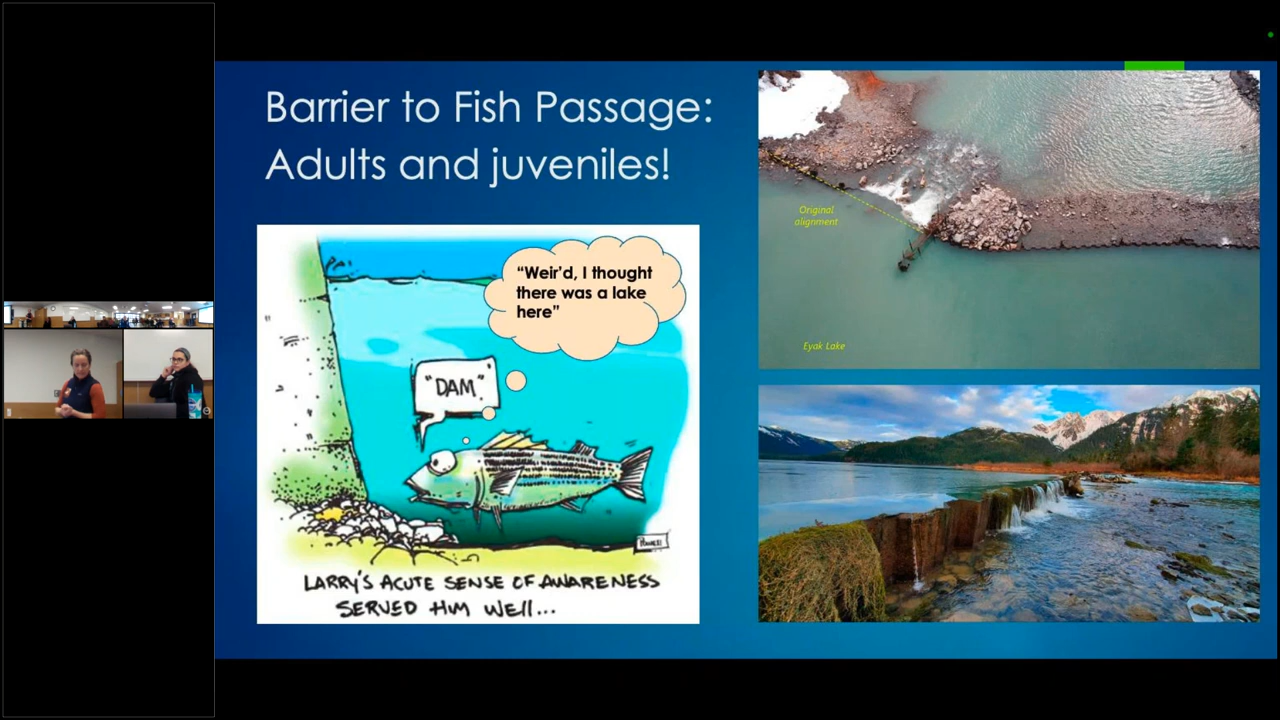 Barrier to Fish Passage:
Adults and juveniles!
"Weir'd, I thought
there was a lake
here"
"DAM."
LARRY'S ACUTE SENSE OF AWARENESS
SERVED HIM WELL...
Original
alignment
Eyak Lake